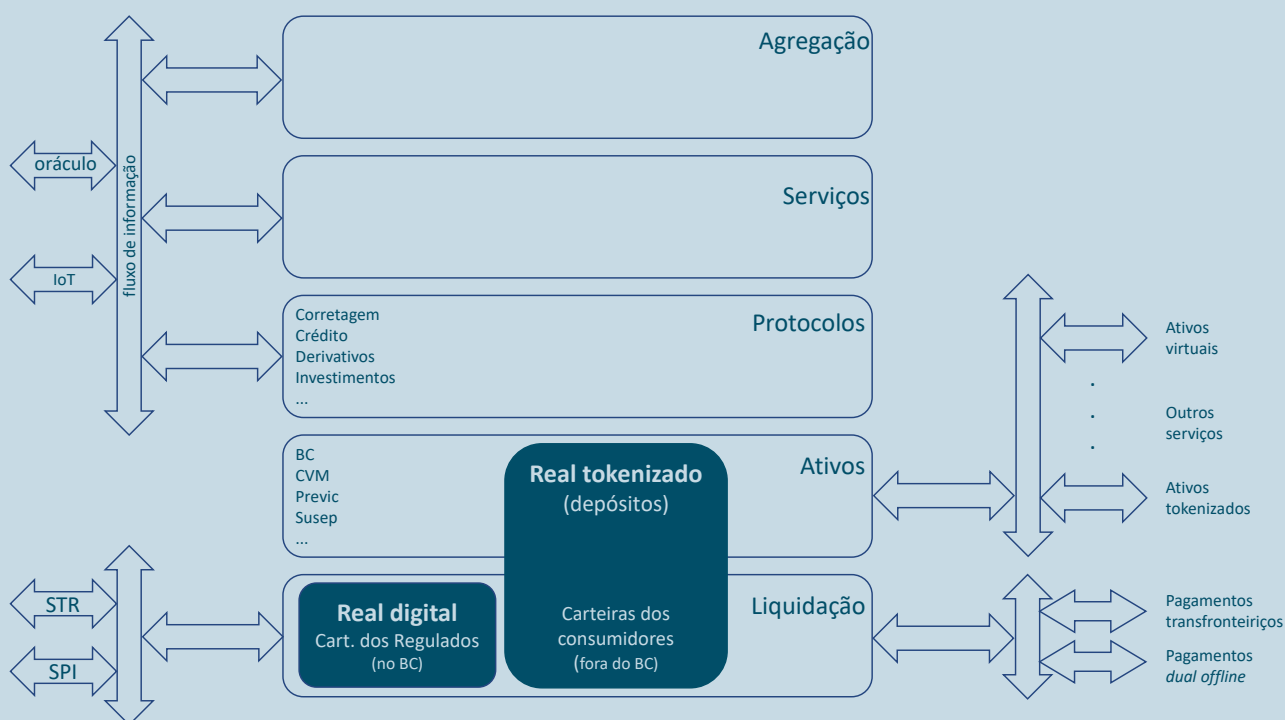 Agregação
oráculo
fluxo de informação
Serviços
IoT
Corretagem
Crédito
Derivativos
Investimentos
...
Protocolos
Ativos
virtuais
.
.
.
Outros
serviços
BC
CVM
Previc
Susep
...
Real tokenizado
(depósitos)
Ativos
Ativos
tokenizados
STR
SPI
Real digital
Cart. dos Regulados
(no BC)
Carteiras dos
consumidores
(fora do BC)
Liquidação
Pagamentos
transfronteiriços
Pagamentos
dual offline